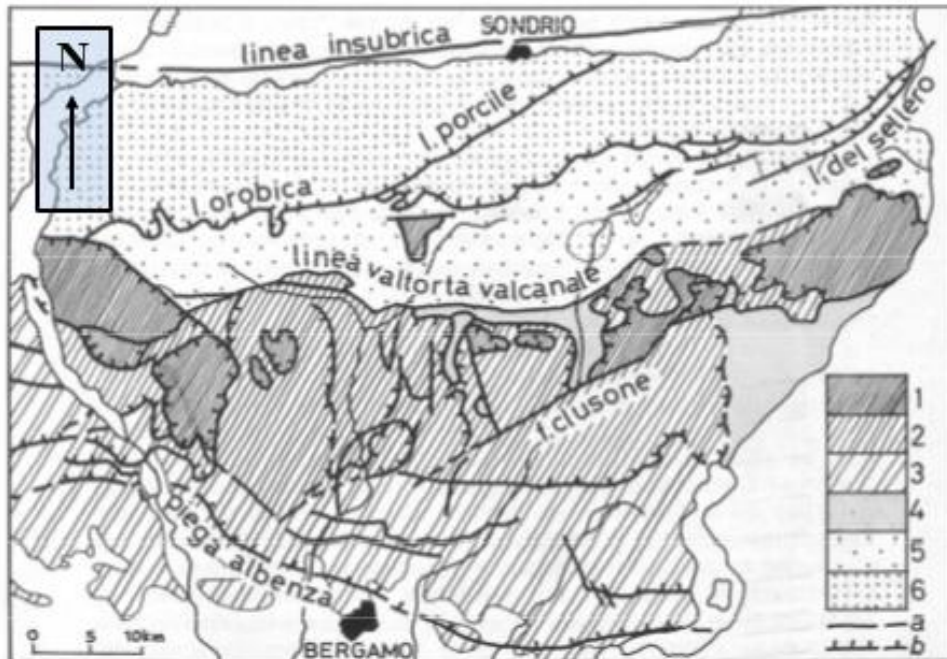 N
linea insubrica
SONDRIO
l. porcile
l. orobica
l. del sellero
linea valtorta valcanale
f. clusone
piega albenza
BERGAMO
0 5 10km
1
2
3
4
5
6
a
b